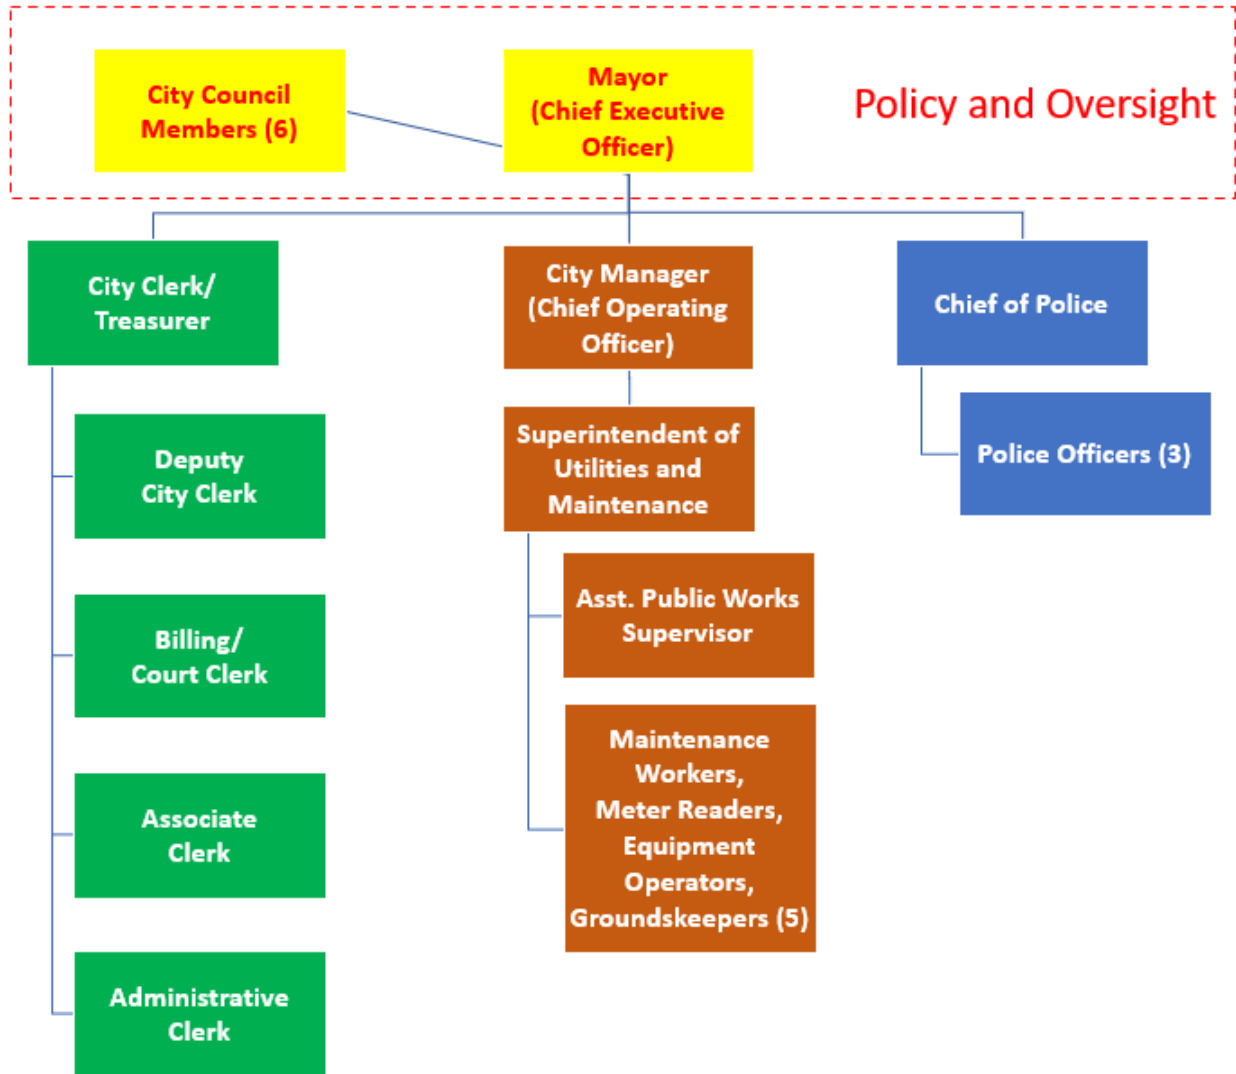 City Council
Members (6)
Mayor
(Chief Executive
Officer)
Policy and Oversight
City Clerk/
Treasurer
City Manager
(Chief Operating
Officer)
Chief of Police
Deputy
City Clerk
Superintendent of
Utilities and
Maintenance
Police Officers (3)
Billing/
Court Clerk
Asst. Public Works
Supervisor
Associate
Clerk
Maintenance
Workers,
Meter Readers,
Equipment
Operators,
Groundskeepers (5)
Administrative
Clerk